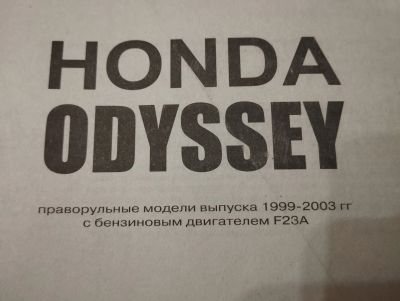 HONDA
ODYSSEY
праворульные модели выпуска 1999-2003 гг
с бензиновым двигателем F23A